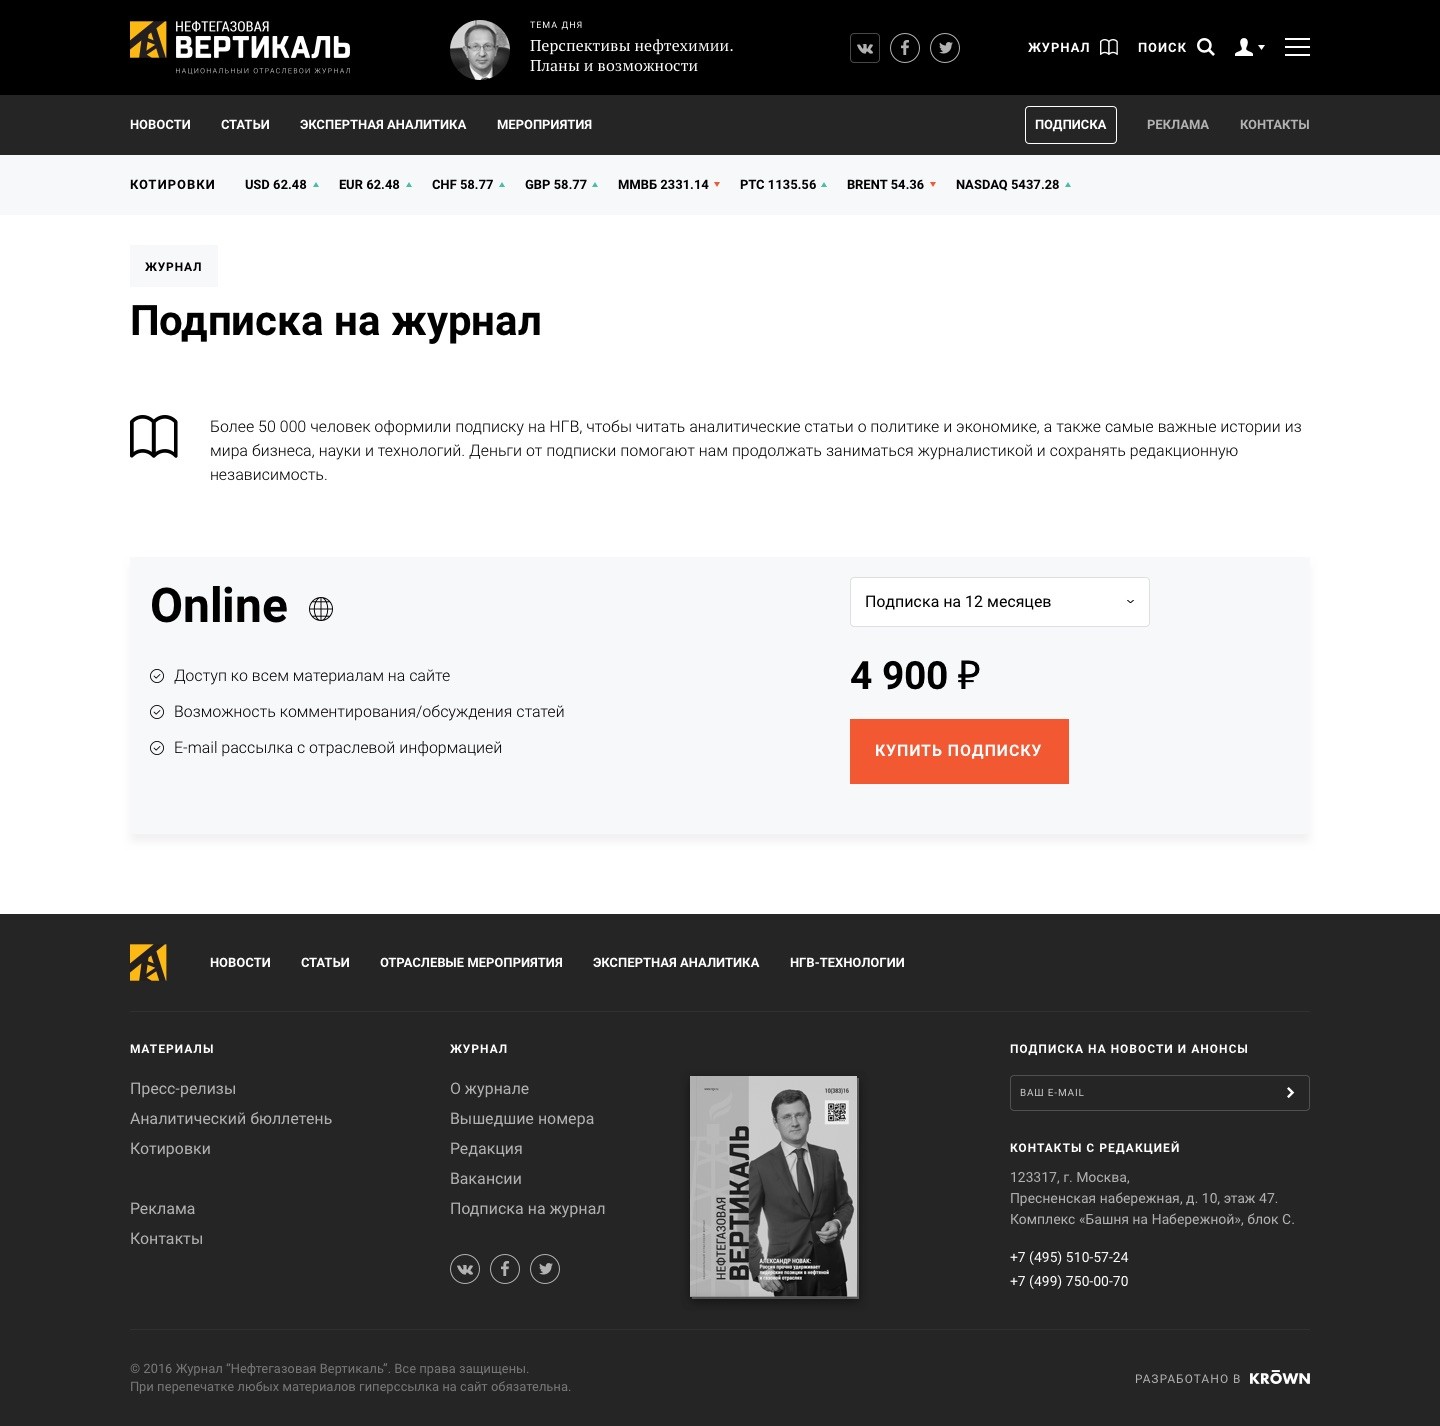 НЕФТЕГАЗОВАЯ
ВЕРТИКАЛЬ
НАЦИОНАЛЬНЫЙ ОТРАСЛЕВОЙ ЖУРНАЛ
ТЕМА ДНЯ
Перспективы нефтехимии.
Планы и возможности
ЖУРНАЛ ПОИСК
НОВОСТИ СТАТЬИ ЭКСПЕРТНАЯ АНАЛИТИКА МЕРОПРИЯТИЯ ПОДПИСКА РЕКЛАМА КОНТАКТЫ
КОТИРОВКИ USD 62.48 EUR 62.48 CHF 58.77 GBP 58.77 ММВБ 2331.14 РТС 1135.56 BRENT 54.36 NASDAQ 5437.28
ЖУРНАЛ
Подписка на журнал
Более 50 000 человек оформили подписку на НГВ, чтобы читать аналитические статьи о политике и экономике, а также самые важные истории из
мира бизнеса, науки и технологий. Деньги от подписки помогают нам продолжать заниматься журналистикой и сохранять редакционную
независимость.
Online
Доступ ко всем материалам на сайте
Возможность комментирования/обсуждения статей
E-mail рассылка с отраслевой информацией
Подписка на 12 месяцев
4 900 ₽
КУПИТЬ ПОДПИСКУ
НОВОСТИ СТАТЬИ ОТРАСЛЕВЫЕ МЕРОПРИЯТИЯ ЭКСПЕРТНАЯ АНАЛИТИКА НГВ-ТЕХНОЛОГИИ
МАТЕРИАЛЫ
Пресс-релизы
Аналитический бюллетень
Котировки
Реклама
Контакты
ЖУРНАЛ
О журнале
Вышедшие номера
Редакция
Вакансии
Подписка на журнал
10(383)16
НЕФТЕГАЗОВАЯ
ВЕРТИКАЛЬ
АЛЕКСАНДР НОВАК:
Россия прочно удерживает
лидерские позиции в нефтяной
и газовой отраслях
ПОДПИСКА НА НОВОСТИ И АНОНСЫ
ВАШ E-MAIL
КОНТАКТЫ С РЕДАКЦИЕЙ
123317, г. Москва,
Пресненская набережная, д. 10, этаж 47.
Комплекс «Башня на Набережной», блок С.
+7 (495) 510-57-24
+7 (499) 750-00-70
© 2016 Журнал “Нефтегазовая Вертикаль”. Все права защищены.
При перепечатке любых материалов гиперссылка на сайт обязательна.
РАЗРАБОТАНО В KRŌWN